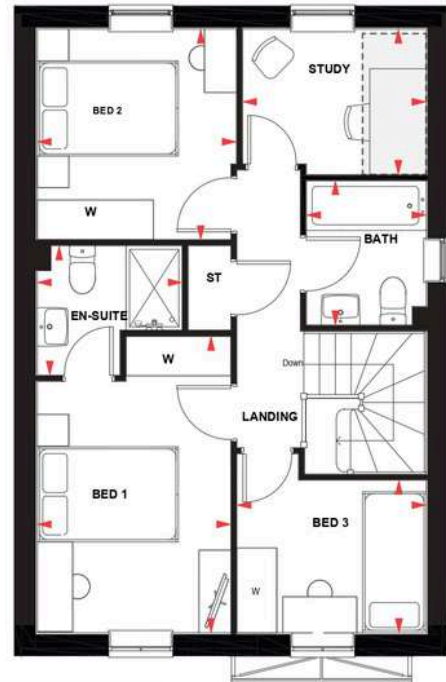 STUDY
BED 2
W
BATH
ST
EN-SUITE
W
Down
LANDING
BED 1
BED 3
W